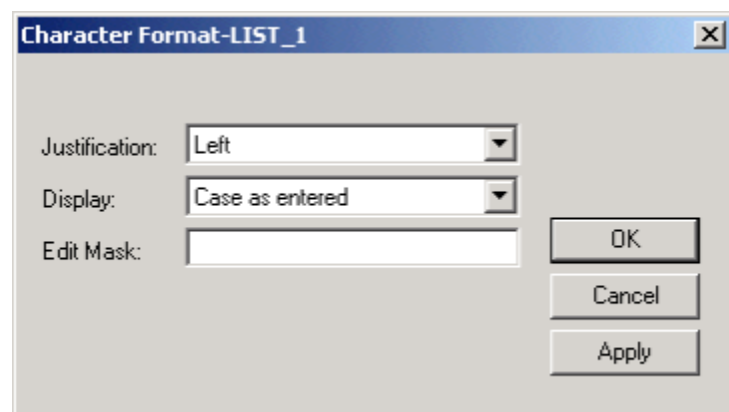 Character Format-LIST_1
Justification: Left
Display: Case as entered
Edit Mask:
OK
Cancel
Apply